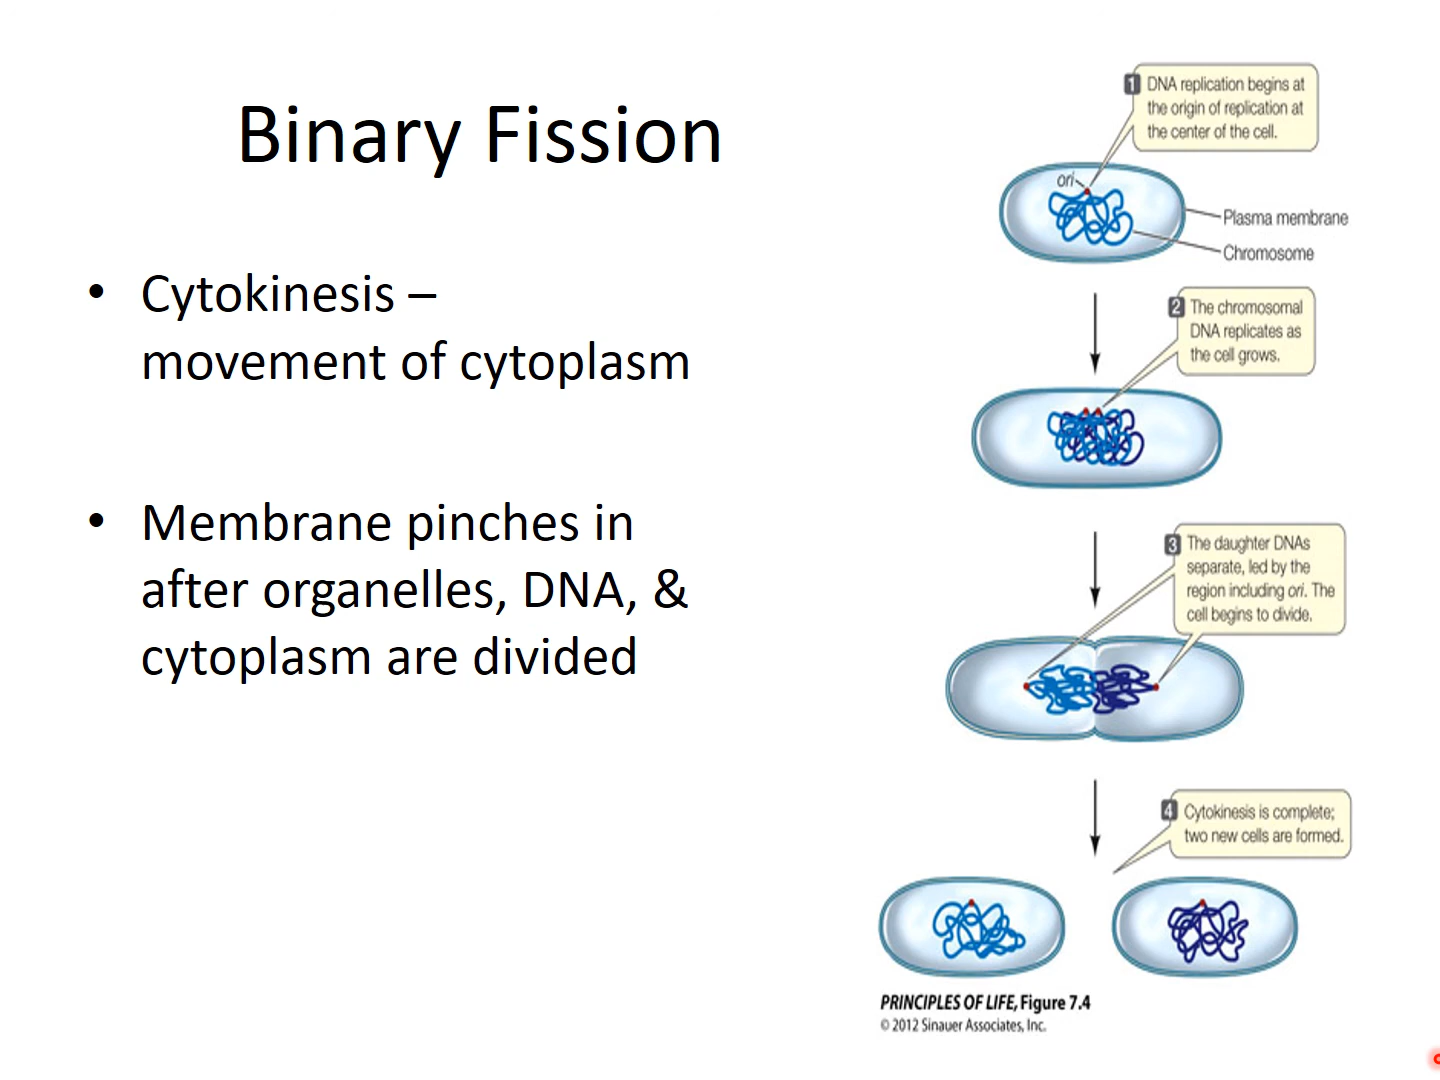 Binary Fission
• Cytokinesis –
movement of cytoplasm
• Membrane pinches in
after organelles, DNA, &
cytoplasm are divided
1 DNA replication begins at
the origin of replication at
the center of the cell.
ori
Plasma membrane
Chromosome
2 The chromosomal
DNA replicates as
the cell grows.
3 The daughter DNAs
separate, led by the
region including ori. The
cell begins to divide.
4 Cytokinesis is complete;
two new cells are formed.
PRINCIPLES OF LIFE, Figure 7.4
© 2012 Sinauer Associates, Inc.